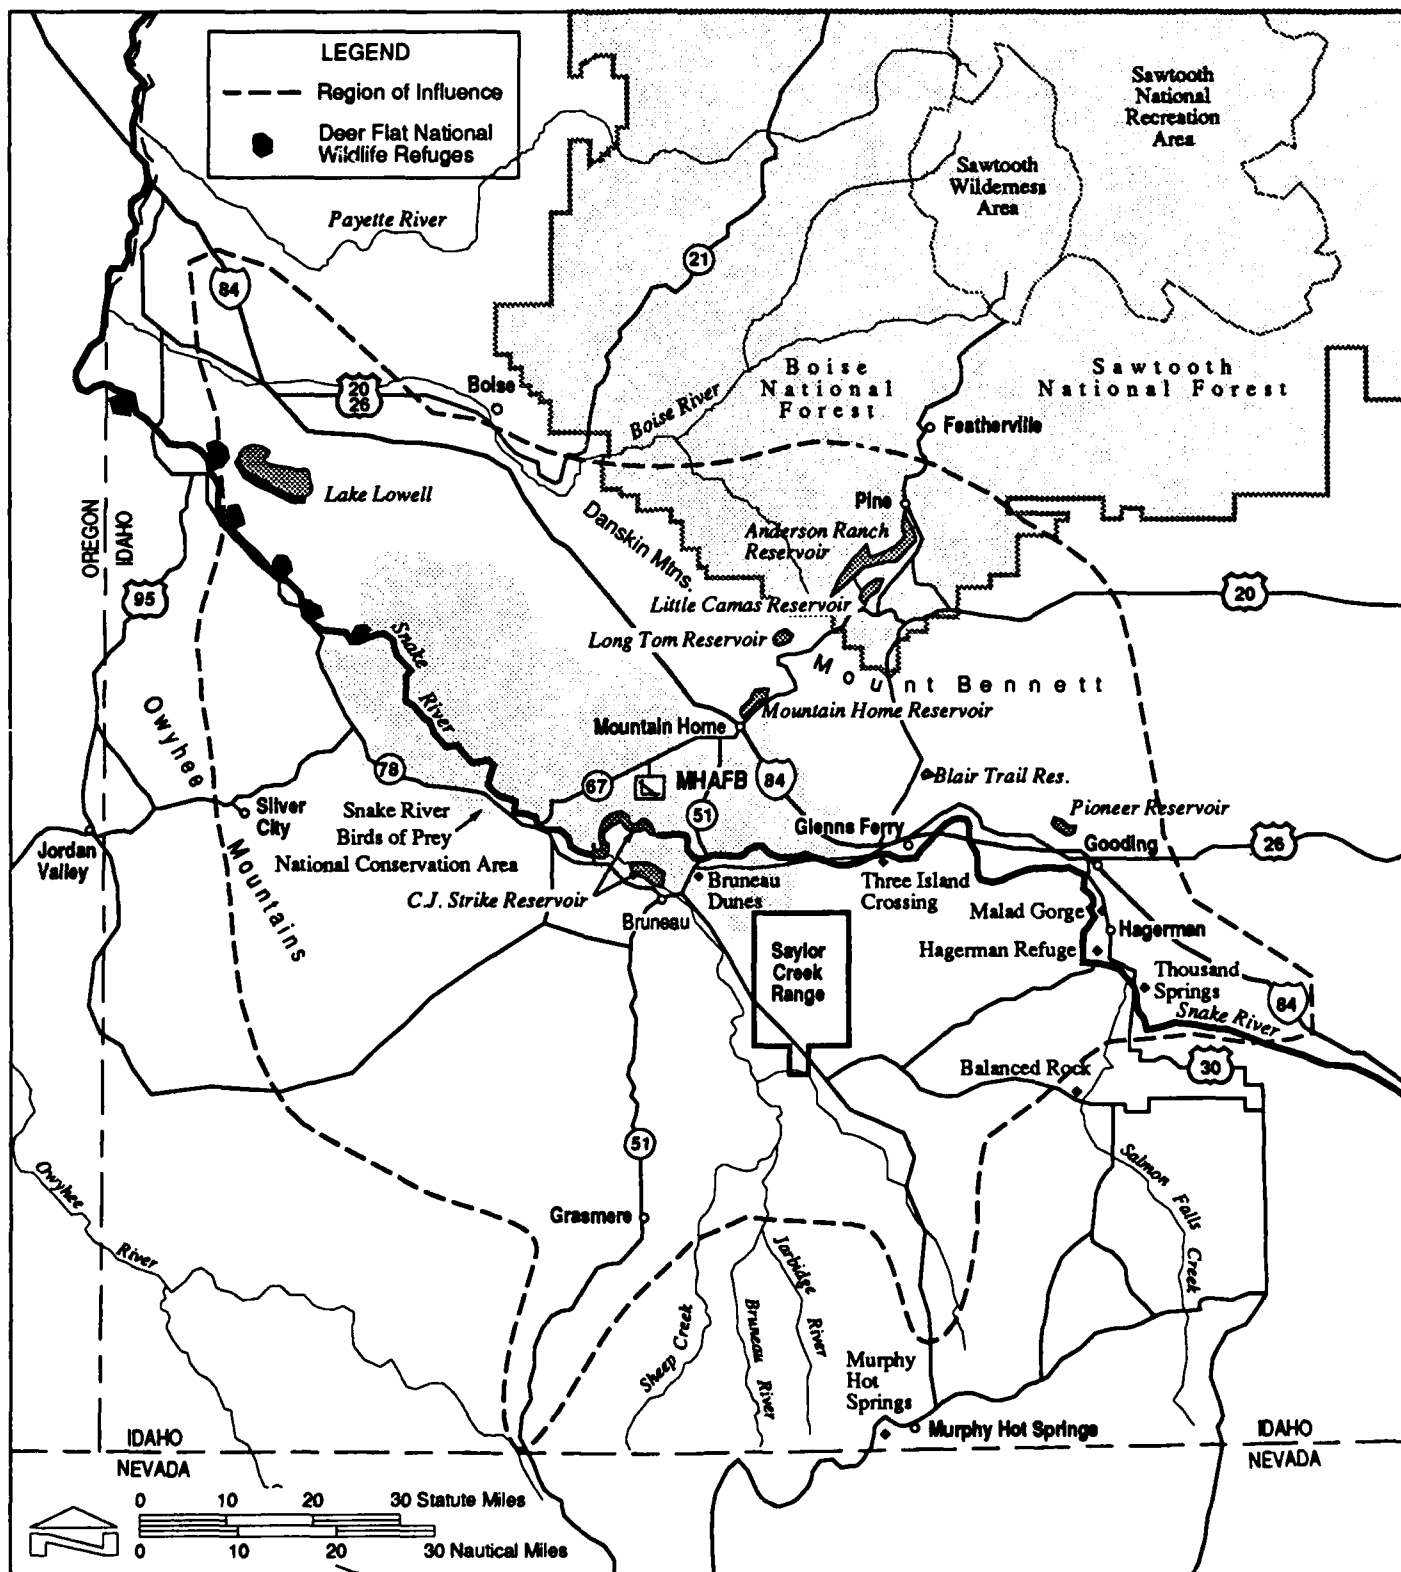 LEGEND
Region of Influence
Deer Flat National
Wildlife Refuges
Sawtooth
National
Recreation
Area
Sawtooth
Wilderness
Area
Payette River
21
84
Boise
National
Forest
Sawtooth
National Forest
20
26
Boise
Boise River
Featherville
Lake Lowell
Pine
Danskin Mtns.
Anderson Ranch
Reservoir
OREGON
IDAHO
95
20
Little Camas Reservoir
Long Tom Reservoir
Snake
River
Mount Bennett
Owyhee
Mountains
Mountain Home Reservoir
Mountain Home
78
67
MHAFB
84
Blair Trail Res.
Silver
City
Snake River
Birds of Prey
National Conservation Area
51
Glenns Ferry
Pioneer Reservoir
Gooding
26
Jordan
Valley
C.J. Strike Reservoir
Bruneau
Dunes
Three Island
Crossing
Bruneau
Malad Gorge
Hagerman
Hagerman Refuge
Saylor
Creek
Range
Thousand
Springs
84
Snake River
Balanced Rock
30
51
Owyhee
River
Salmon
Falls
Creek
Grasmere
Jarbidge
River
Bruneau
River
Sheep Creek
Murphy
Hot
Springs
Murphy Hot Springs
IDAHO
NEVADA
IDAHO
NEVADA
0 10 20 30 Statute Miles
0 10 20 30 Nautical Miles